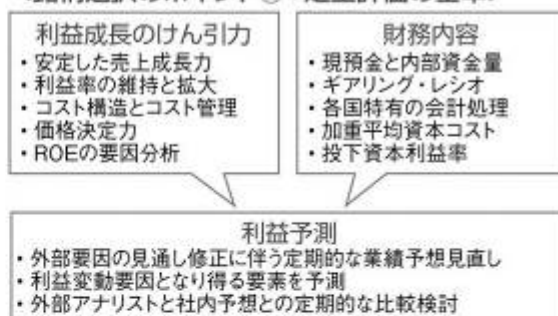 利益成長のけん引力
・安定した売上成長力
・利益率の維持と拡大
・コスト構造とコスト管理
・価格決定力
・ROEの要因分析
財務内容
・現預金と内部資金量
・ギアリング・レシオ
・各国特有の会計処理
・加重平均資本コスト
・投下資本利益率
利益予測
・外部要因の見通し修正に伴う定期的な業績予想見直し
・利益変動要因となり得る要素を予測
・外部アナリストと社内予想との定期的な比較検討